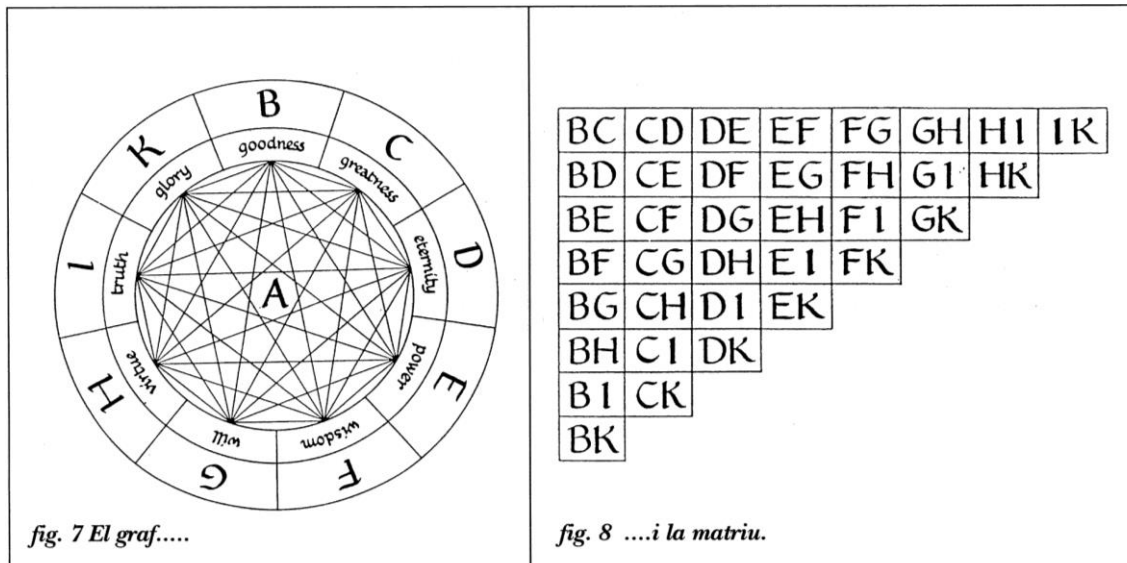 B
C
D
E
F
G
H
I
K
goodness
greatness
eternity
power
wisdom
will
virtue
truth
glory
A
fig. 7 El graf.....
BC CD DE EF FG GH HI IK
BD CE DF EG FH GI HK
BE CF DG EH FI GK
BF CG DH EI FK
BG CH DI EK
BH CI DK
BI CK
BK
fig. 8 ....i la matriu.